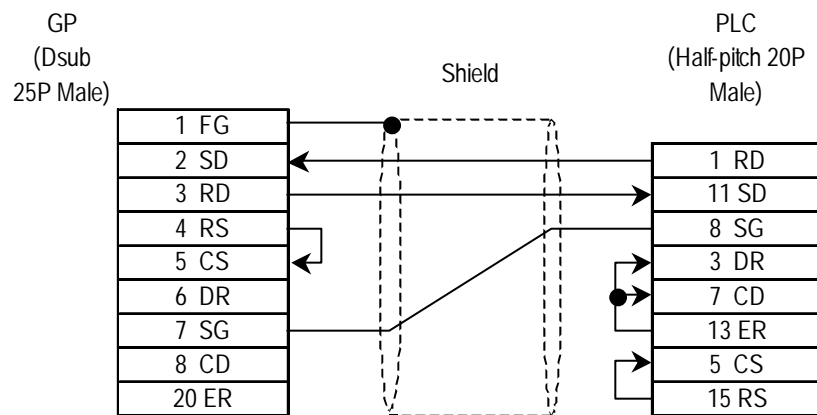 GP
(Dsub
25P Male)
Shield
PLC
(Half-pitch 20P
Male)
1 FG
2 SD
3 RD
4 RS
5 CS
6 DR
7 SG
8 CD
20 ER
1 RD
11 SD
8 SG
3 DR
7 CD
13 ER
5 CS
15 RS